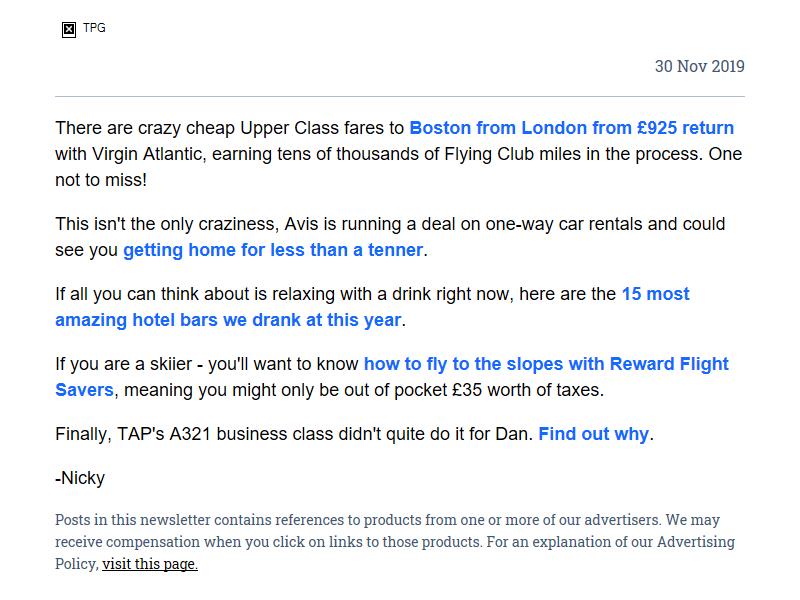 TPG
30 Nov 2019
There are crazy cheap Upper Class fares to Boston from London from £925 return
with Virgin Atlantic, earning tens of thousands of Flying Club miles in the process. One
not to miss!
This isn't the only craziness, Avis is running a deal on one-way car rentals and could
see you getting home for less than a tenner.
If all you can think about is relaxing with a drink right now, here are the 15 most
amazing hotel bars we drank at this year.
If you are a skiier - you'll want to know how to fly to the slopes with Reward Flight
Savers, meaning you might only be out of pocket £35 worth of taxes.
Finally, TAP's A321 business class didn't quite do it for Dan. Find out why.
-Nicky
Posts in this newsletter contains references to products from one or more of our advertisers. We may
receive compensation when you click on links to those products. For an explanation of our Advertising
Policy, visit this page.